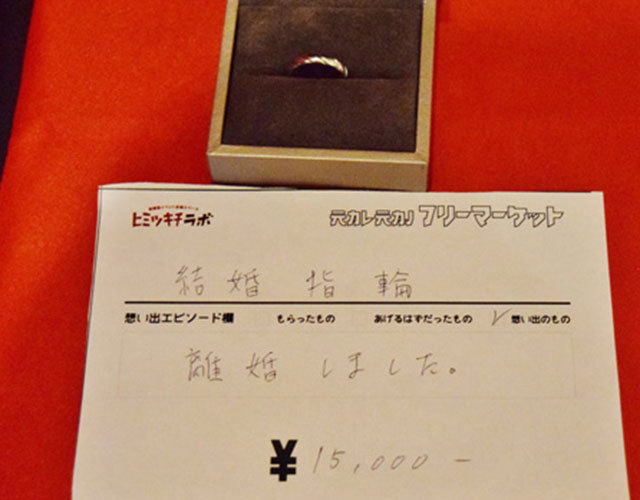 ヒミツキチラボ
元カレ元カノ フリーマーケット
結婚指輪
想い出エピソード欄 もらったもの あげるはずだったもの ✓ 想い出のもの
離婚しました。
¥15,000-